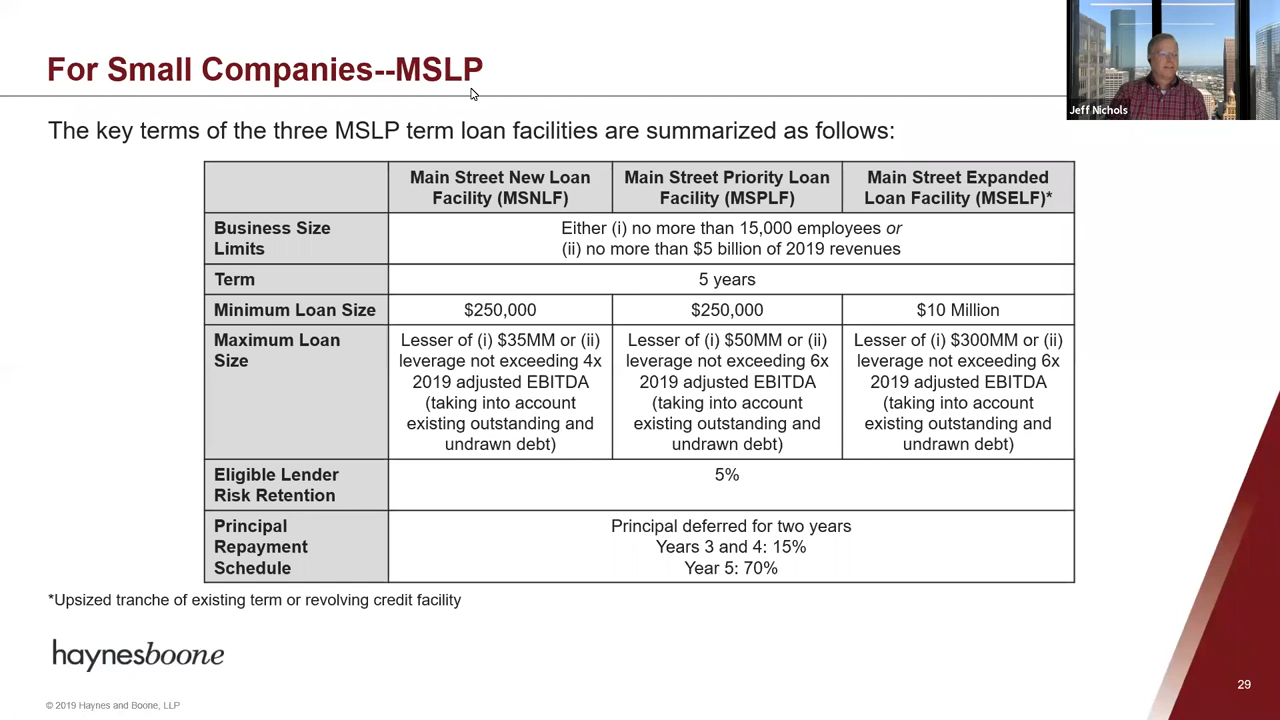 For Small Companies--MSLP
Jeff Nichols
The key terms of the three MSLP term loan facilities are summarized as follows:
Main Street New Loan
Facility (MSNLF)
Main Street Priority Loan
Facility (MSPLF)
Main Street Expanded
Loan Facility (MSELF)*
Business Size
Limits
Either (i) no more than 15,000 employees or
(ii) no more than $5 billion of 2019 revenues
Term
5 years
Minimum Loan Size
$250,000
$250,000
$10 Million
Maximum Loan
Size
Lesser of (i) $35MM or (ii)
leverage not exceeding 4x
2019 adjusted EBITDA
(taking into account
existing outstanding and
undrawn debt)
Lesser of (i) $50MM or (ii)
leverage not exceeding 6x
2019 adjusted EBITDA
(taking into account
existing outstanding and
undrawn debt)
Lesser of (i) $300MM or (ii)
leverage not exceeding 6x
2019 adjusted EBITDA
(taking into account
existing outstanding and
undrawn debt)
Eligible Lender
Risk Retention
5%
Principal
Repayment
Schedule
Principal deferred for two years
Years 3 and 4: 15%
Year 5: 70%
*Upsized tranche of existing term or revolving credit facility
haynesboone
© 2019 Haynes and Boone, LLP
29